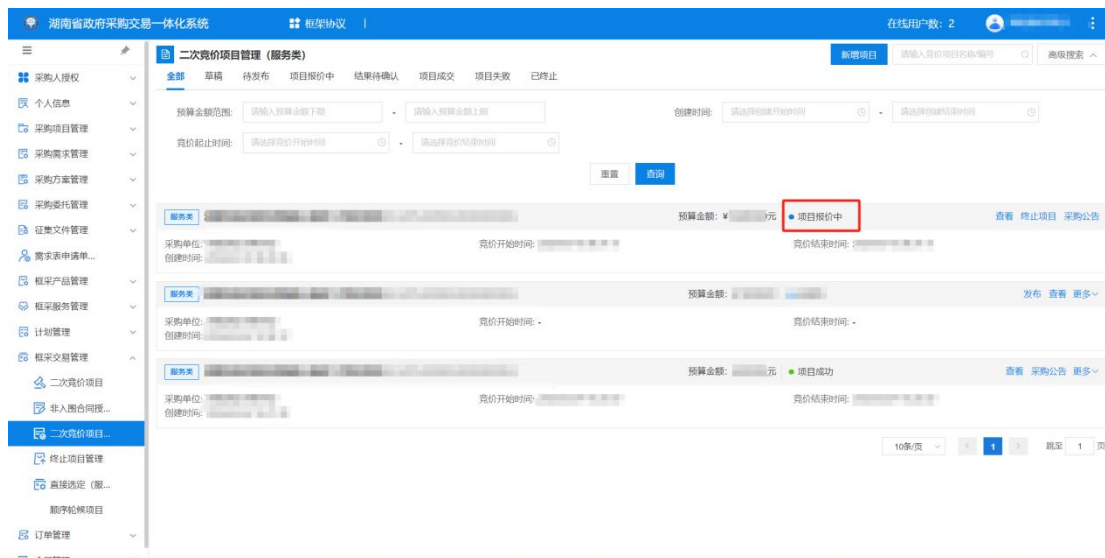 湖南省政府采购交易一体化系统 框架协议 在线用户数: 2
二次竞价项目管理（服务类） 新增项目 请输入竞价项目名称/编号 高级搜索
全部 草稿 待发布 项目报价中 结果待确认 项目成交 项目失败 已终止
预算金额范围: 请输入预算金额下限 - 请输入预算金额上限 创建时间: 请选择创建开始时间 - 请选择创建结束时间
竞价起止时间: 请选择竞价开始时间 - 请选择竞价结束时间
重置 查询
服务类 预算金额: ¥ 元 项目报价中 查看 终止项目 采购公告
采购单位: 竞价开始时间: 竞价结束时间:
创建时间:
服务类 预算金额: 发布 查看 更多
采购单位: 竞价开始时间: - 竞价结束时间: -
创建时间:
服务类 预算金额: 元 项目成功 查看 采购公告 更多
采购单位: 竞价开始时间: 竞价结束时间:
创建时间:
10条/页 1 跳至 1 页
采购人授权
个人信息
采购项目管理
采购需求管理
采购方案管理
采购委托管理
征集文件管理
需求表申请单...
框采产品管理
框采服务管理
计划管理
框采交易管理
二次竞价项目
非入围合同授...
二次竞价项目...
终止项目管理
直接选定（服...
顺序轮候项目
订单管理